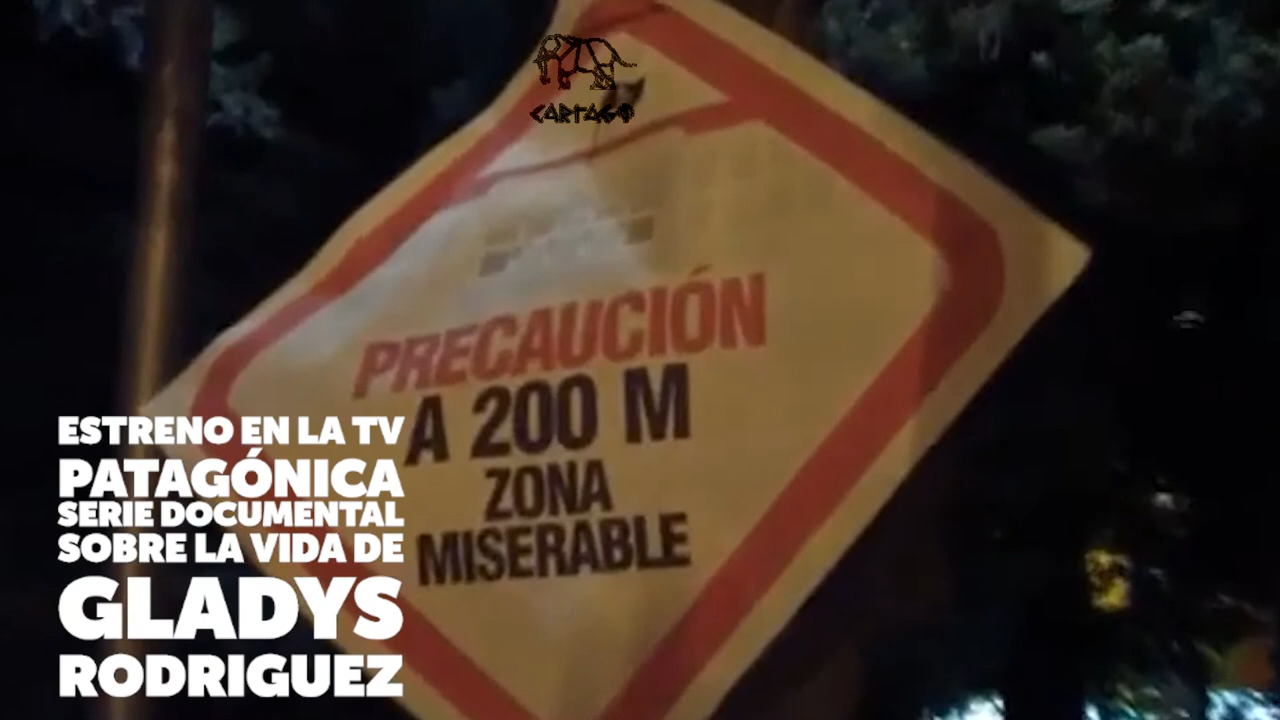 CARTAGO
PRECAUCIÓN
A 200 M
ZONA
MISERABLE
ESTRENO EN LA TV
PATAGÓNICA
SERIE DOCUMENTAL
SOBRE LA VIDA DE
GLADYS
RODRIGUEZ